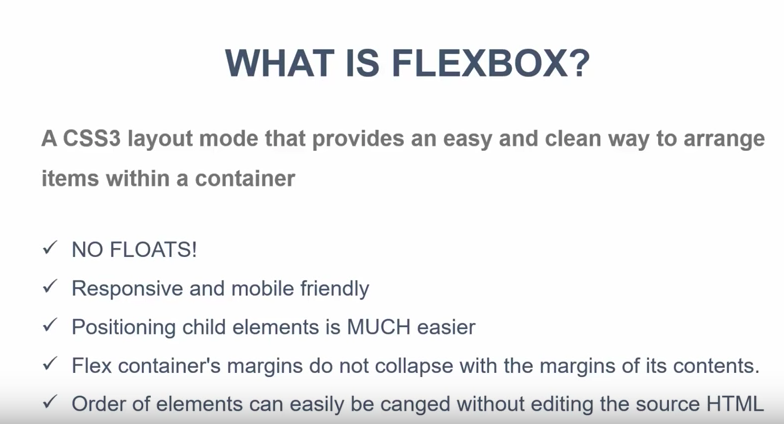 WHAT IS FLEXBOX?
A CSS3 layout mode that provides an easy and clean way to arrange
items within a container
✓ NO FLOATS!
✓ Responsive and mobile friendly
✓ Positioning child elements is MUCH easier
✓ Flex container's margins do not collapse with the margins of its contents.
✓ Order of elements can easily be canged without editing the source HTML